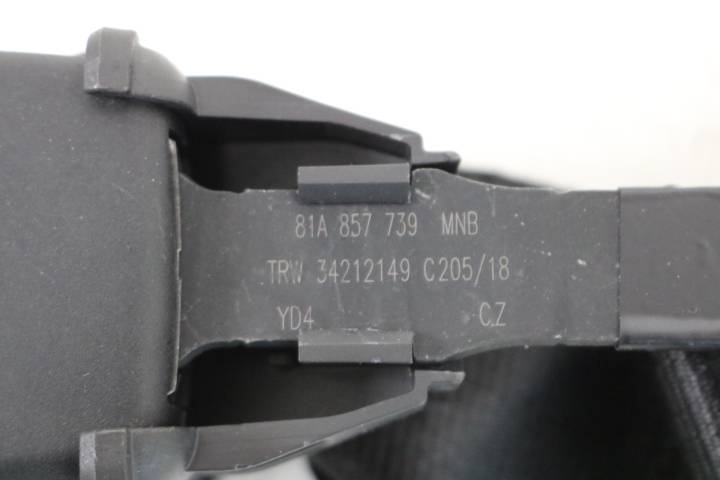 81A 857 739 MNB
TRW 34212149 C205/18
YD4 CZ